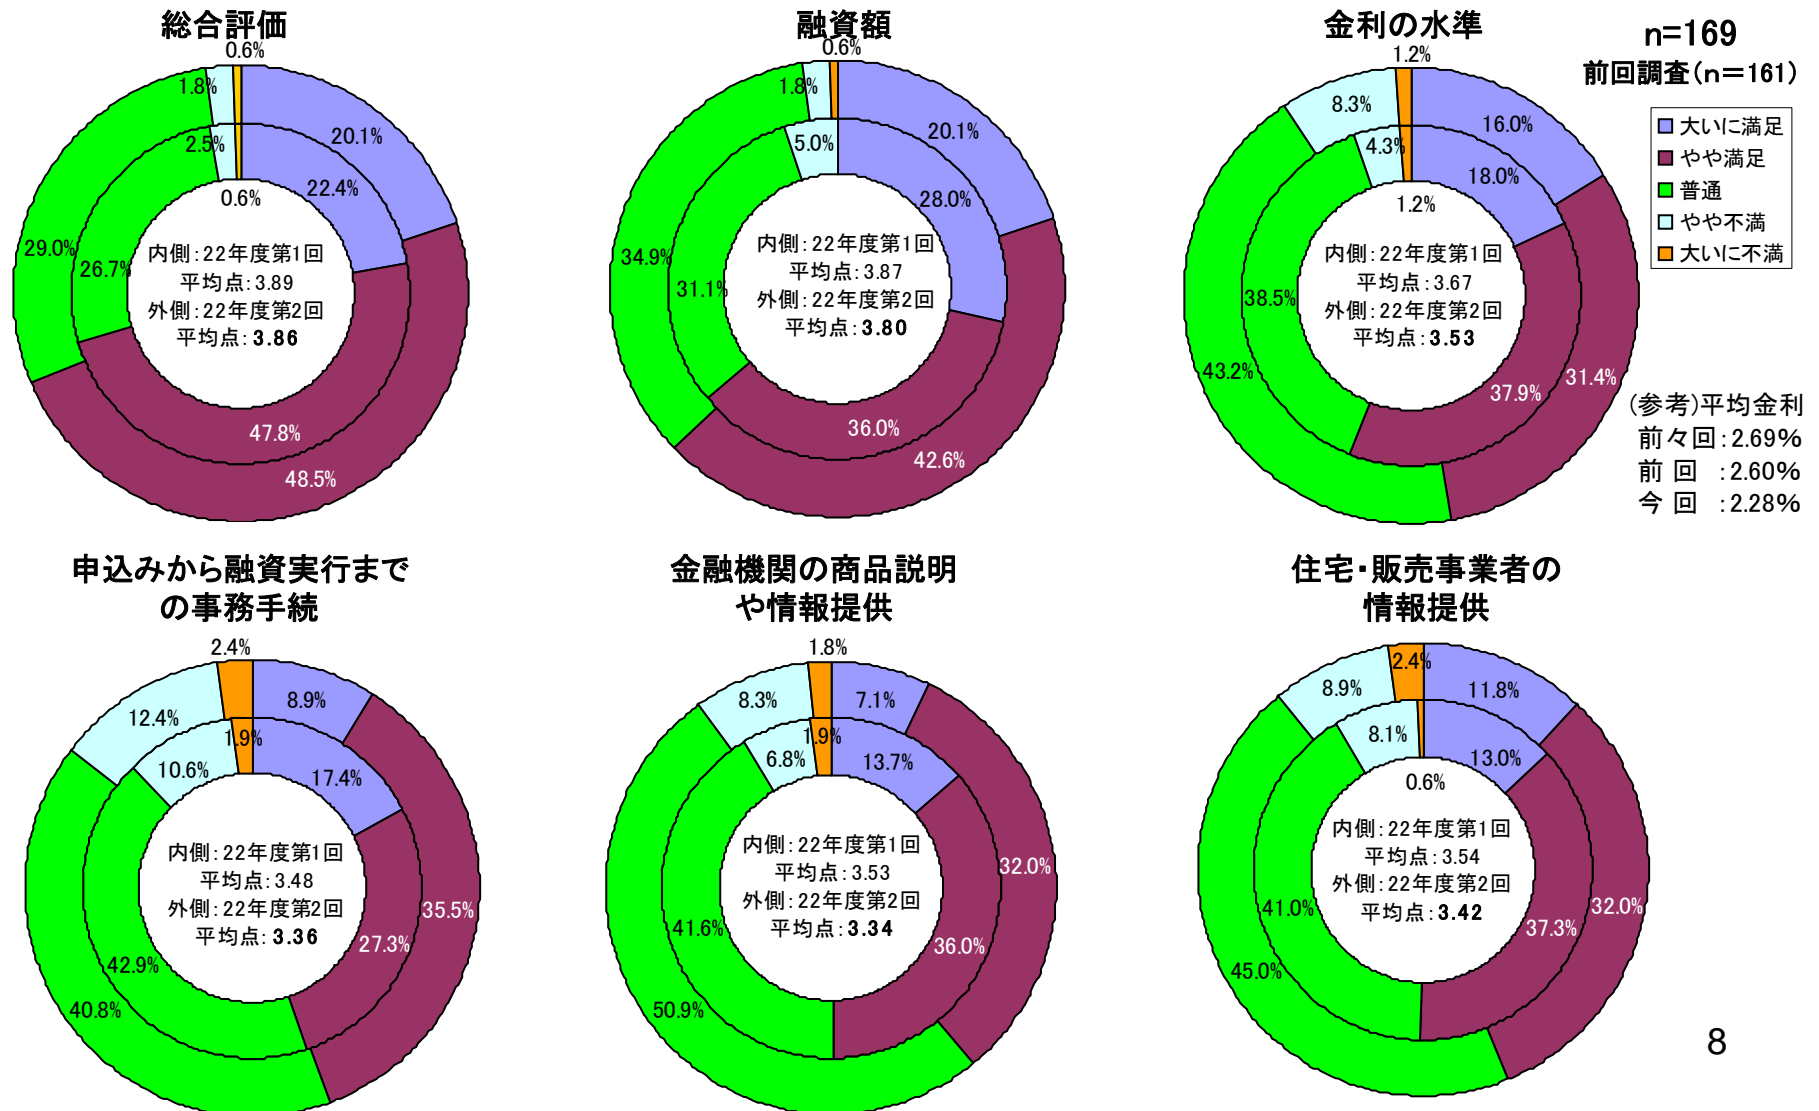 総合評価
0.6%
1.8%
20.1%
2.5%
22.4%
0.6%
29.0%
26.7%
内側:22年度第1回
平均点:3.89
外側:22年度第2回
平均点:3.86
47.8%
48.5%
融資額
0.6%
1.8%
20.1%
5.0%
28.0%
34.9%
31.1%
内側:22年度第1回
平均点:3.87
外側:22年度第2回
平均点:3.80
36.0%
42.6%
金利の水準
1.2%
8.3%
16.0%
4.3%
18.0%
1.2%
38.5%
43.2%
内側:22年度第1回
平均点:3.67
外側:22年度第2回
平均点:3.53
37.9%
31.4%
n=169
前回調査(n=161)
大いに満足
やや満足
普通
やや不満
大いに不満
(参考)平均金利
前々回:2.69%
前 回 :2.60%
今 回 :2.28%
申込みから融資実行まで
の事務手続
2.4%
8.9%
12.4%
1.9%
10.6%
17.4%
内側:22年度第1回
平均点:3.48
外側:22年度第2回
平均点:3.36
35.5%
27.3%
42.9%
40.8%
金融機関の商品説明
や情報提供
1.8%
8.3%
7.1%
1.9%
6.8%
13.7%
内側:22年度第1回
平均点:3.53
外側:22年度第2回
平均点:3.34
32.0%
41.6%
36.0%
50.9%
住宅・販売事業者の
情報提供
2.4%
8.9%
11.8%
8.1%
13.0%
0.6%
内側:22年度第1回
平均点:3.54
外側:22年度第2回
平均点:3.42
41.0%
32.0%
37.3%
45.0%
8